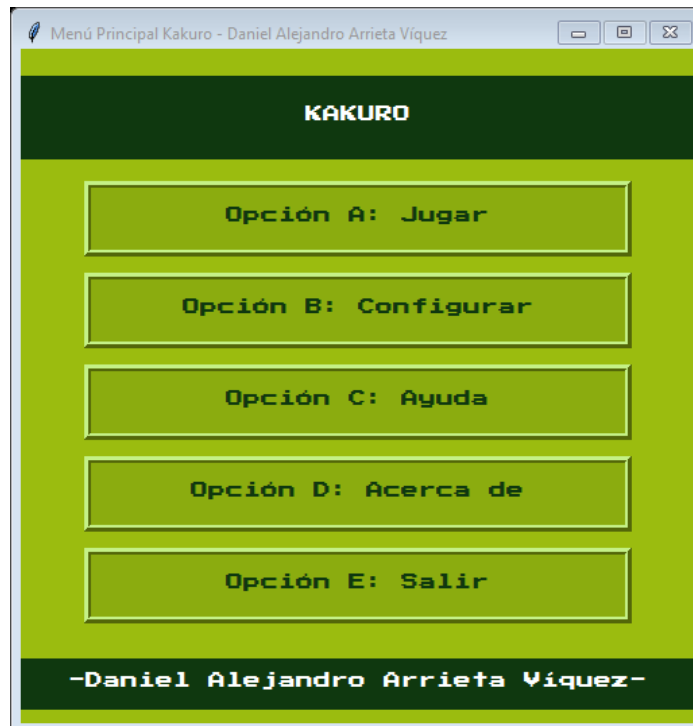 Menú Principal Kakuro - Daniel Alejandro Arrieta Víquez
KAKURO
Opción A: Jugar
Opción B: Configurar
Opción C: Ayuda
Opción D: Acerca de
Opción E: Salir
-Daniel Alejandro Arrieta Víquez-